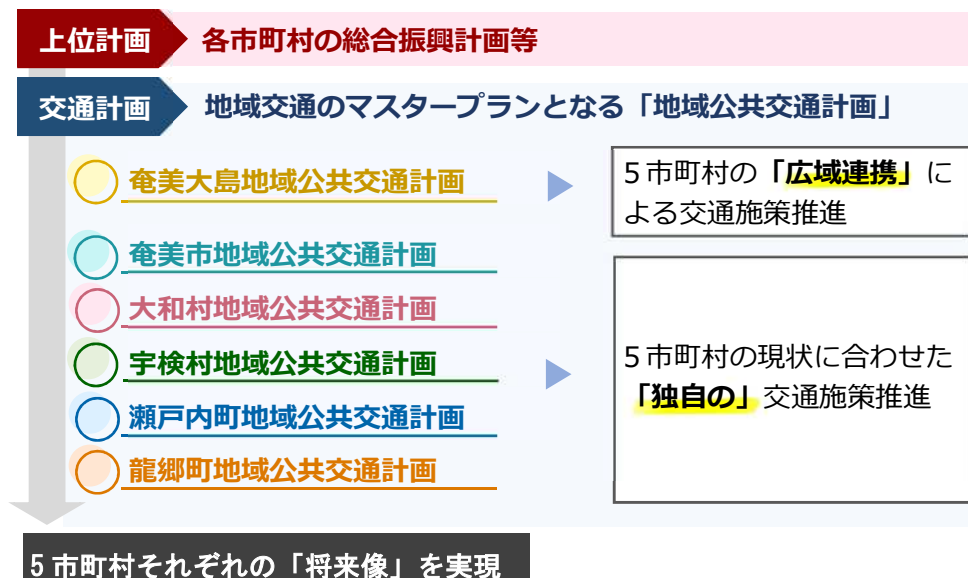 上位計画
各市町村の総合振興計画等
交通計画
地域交通のマスタープランとなる「地域公共交通計画」
奄美大島地域公共交通計画
５市町村の「広域連携」に
よる交通施策推進
奄美市地域公共交通計画
大和村地域公共交通計画
宇検村地域公共交通計画
瀬戸内町地域公共交通計画
龍郷町地域公共交通計画
５市町村の現状に合わせた
「独自の」交通施策推進
５市町村それぞれの「将来像」を実現